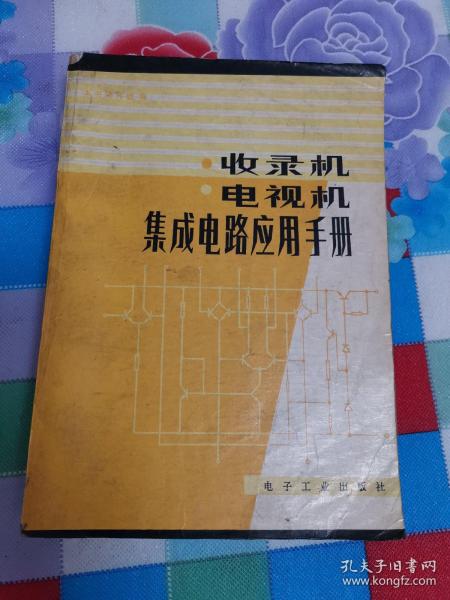 收录机
电视机
集成电路应用手册
电子工业出版社
孔夫子旧书网
www.kongfz.com